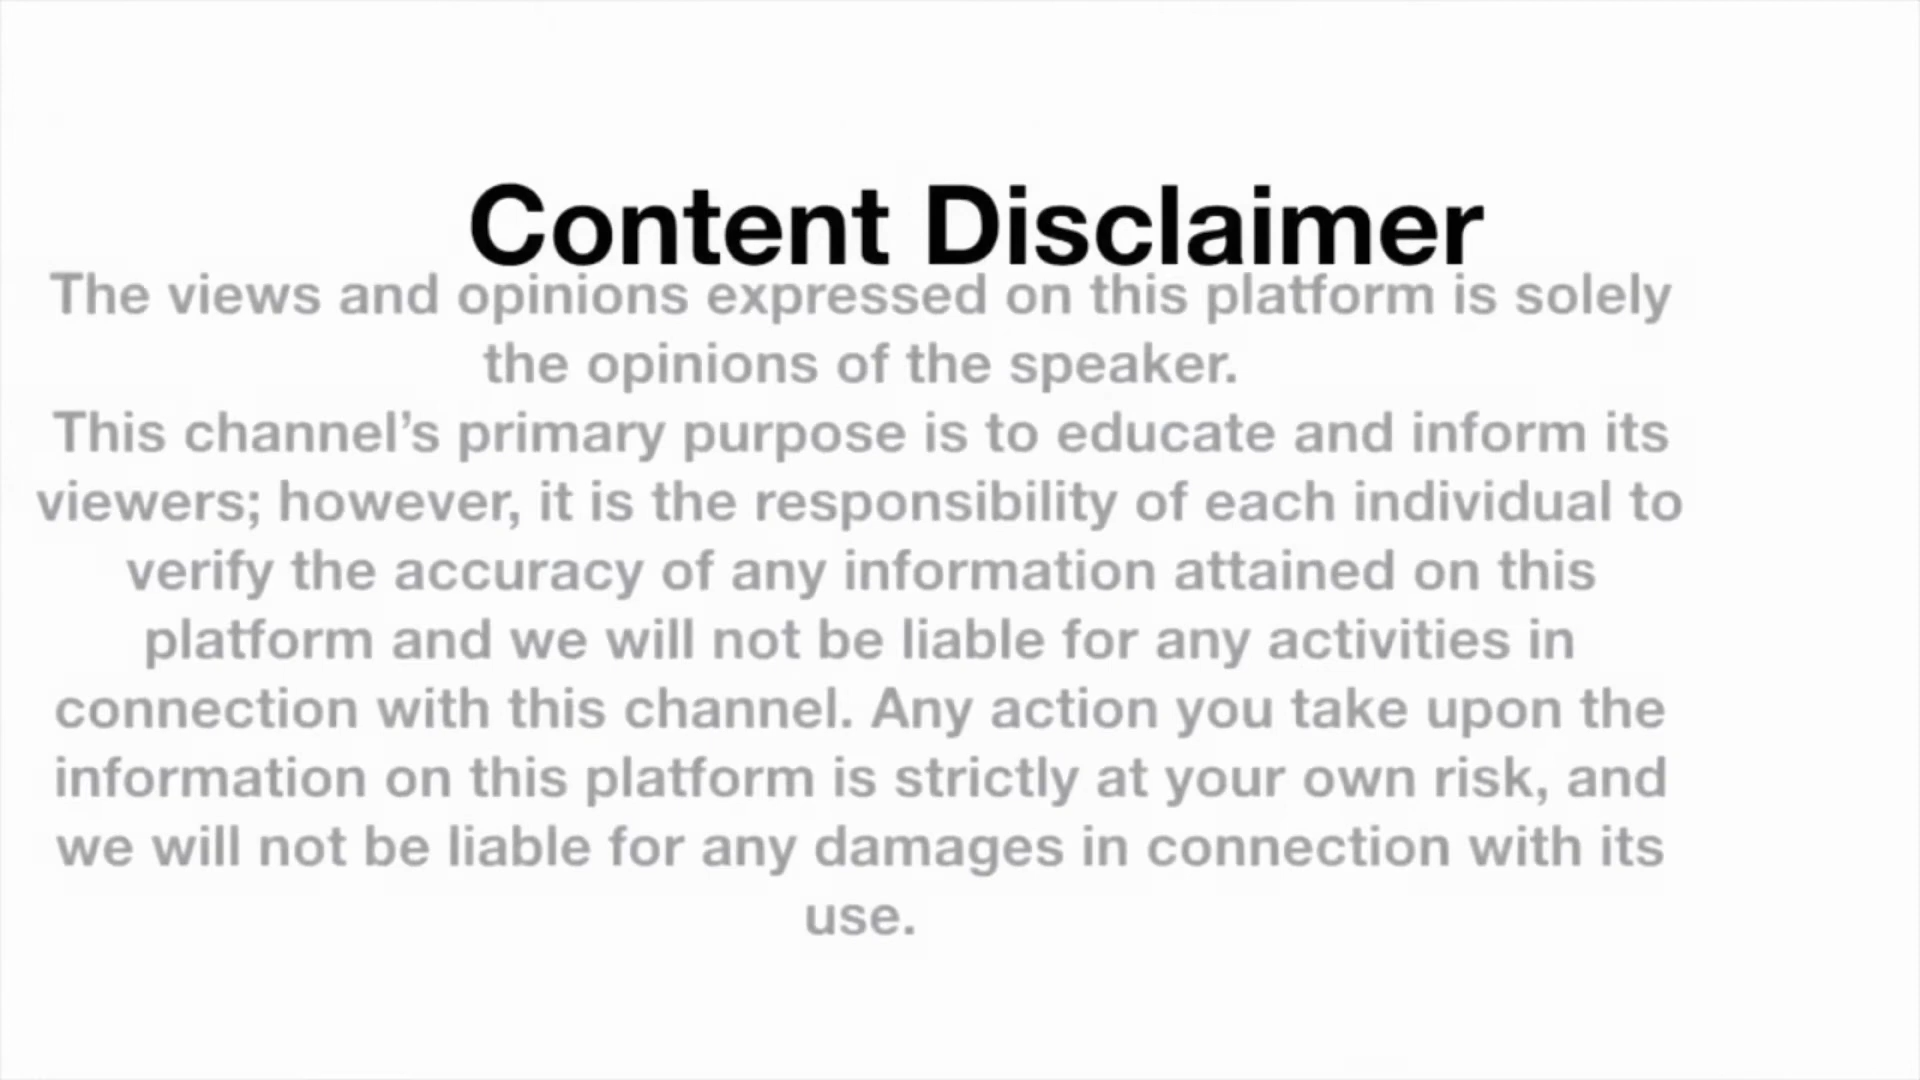 Content Disclaimer
The views and opinions expressed on this platform is solely
the opinions of the speaker.
This channel’s primary purpose is to educate and inform its
viewers; however, it is the responsibility of each individual to
verify the accuracy of any information attained on this
platform and we will not be liable for any activities in
connection with this channel. Any action you take upon the
information on this platform is strictly at your own risk, and
we will not be liable for any damages in connection with its
use.